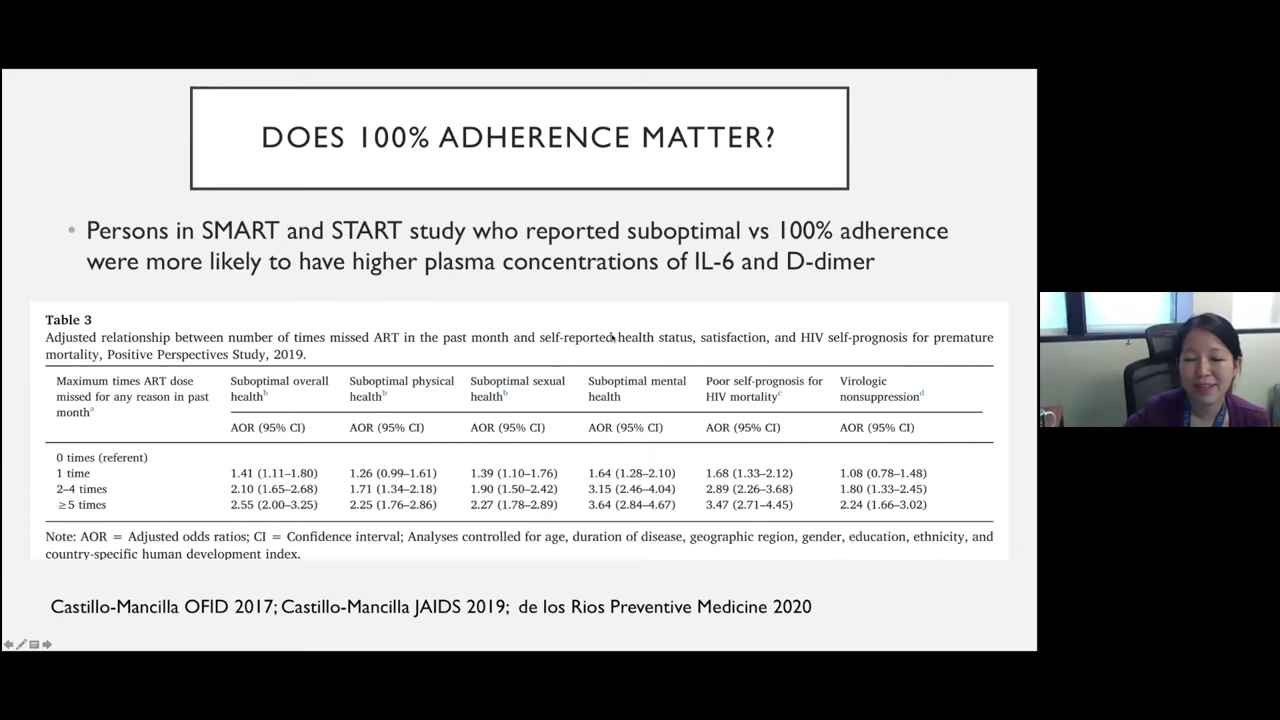 DOES 100% ADHERENCE MATTER?
• Persons in SMART and START study who reported suboptimal vs 100% adherence
were more likely to have higher plasma concentrations of IL-6 and D-dimer
Table 3
Adjusted relationship between number of times missed ART in the past month and self-reported health status, satisfaction, and HIV self-prognosis for premature
mortality, Positive Perspectives Study, 2019.
Maximum times ART dose missed for any reason in past monthᵃ
Suboptimal overall healthᵇ
Suboptimal physical healthᵇ
Suboptimal sexual healthᵇ
Suboptimal mental health
Poor self-prognosis for HIV mortalityᶜ
Virologic nonsuppressionᵈ
AOR (95% CI) AOR (95% CI) AOR (95% CI) AOR (95% CI) AOR (95% CI) AOR (95% CI)
0 times (referent)
1 time 1.41 (1.11–1.80) 1.26 (0.99–1.61) 1.39 (1.10–1.76) 1.64 (1.28–2.10) 1.68 (1.33–2.12) 1.08 (0.78–1.48)
2–4 times 2.10 (1.65–2.68) 1.71 (1.34–2.18) 1.90 (1.50–2.42) 3.15 (2.46–4.04) 2.89 (2.26–3.68) 1.80 (1.33–2.45)
≥5 times 2.55 (2.00–3.25) 2.25 (1.76–2.86) 2.27 (1.78–2.89) 3.64 (2.84–4.67) 3.47 (2.71–4.45) 2.24 (1.66–3.02)
Note: AOR = Adjusted odds ratios; CI = Confidence interval; Analyses controlled for age, duration of disease, geographic region, gender, education, ethnicity, and
country-specific human development index.
Castillo-Mancilla OFID 2017; Castillo-Mancilla JAIDS 2019; de los Rios Preventive Medicine 2020